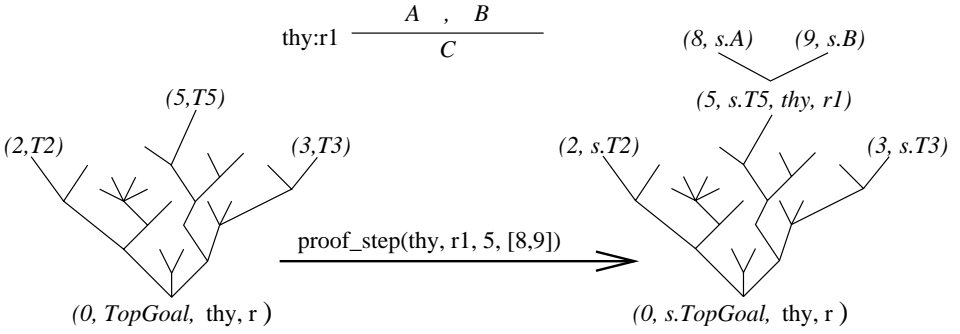 A , B
thy:r1
C
(8, s.A) (9, s.B)
(5,T5) (5, s.T5, thy, r1)
(2,T2) (3,T3) (2, s.T2) (3, s.T3)
proof_step(thy, r1, 5, [8,9])
(0, TopGoal, thy, r ) (0, s.TopGoal, thy, r )